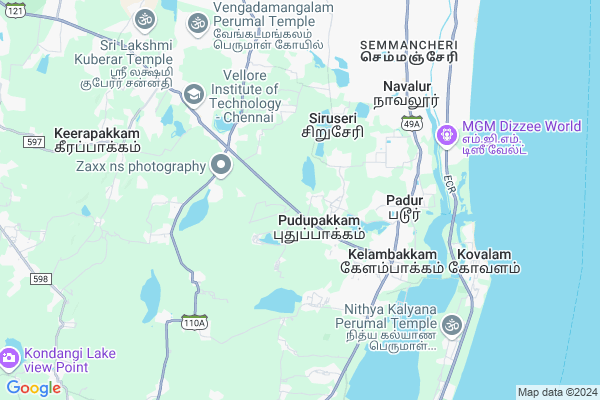 121
Vengadamangalam
Perumal Temple
வேங்கடமங்கலம்
பெருமாள் கோயில்
SEMMANCHERI
செம்மஞ்சேரி
Sri Lakshmi
Kuberar Temple
ஸ்ரீ லக்ஷ்மி
குபேரர் சன்னதி
Vellore
Institute of
Technology
- Chennai
Navalur
நாவலூர்
49A
Siruseri
சிறுசேரி
MGM Dizzee World
எம்.ஜி.எம்.
டிஸீ வேல்ட்
Keerapakkam
கீரப்பாக்கம்
597
Zaxx ns photography
ECR
Padur
படூர்
Pudupakkam
புதுப்பாக்கம்
Kelambakkam
கேளம்பாக்கம்
Kovalam
கோவளம்
598
110A
Nithya Kalyana
Perumal Temple
நித்ய கல்யாண
பெருமாள்...
Kondangi Lake
view Point
Google
Map data ©2024